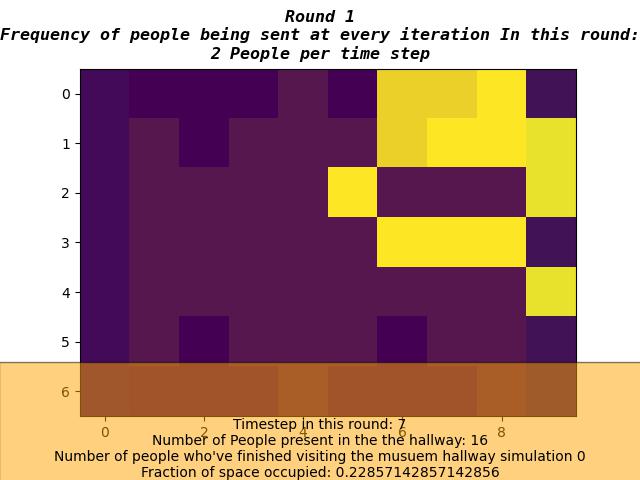 Round 1
Frequency of people being sent at every iteration In this round:
2 People per time step
0
1
2
3
4
5
6
0 2 4 6 8
Timestep in this round: 7
Number of People present in the the hallway: 16
Number of people who've finished visiting the musuem hallway simulation 0
Fraction of space occupied: 0.22857142857142856